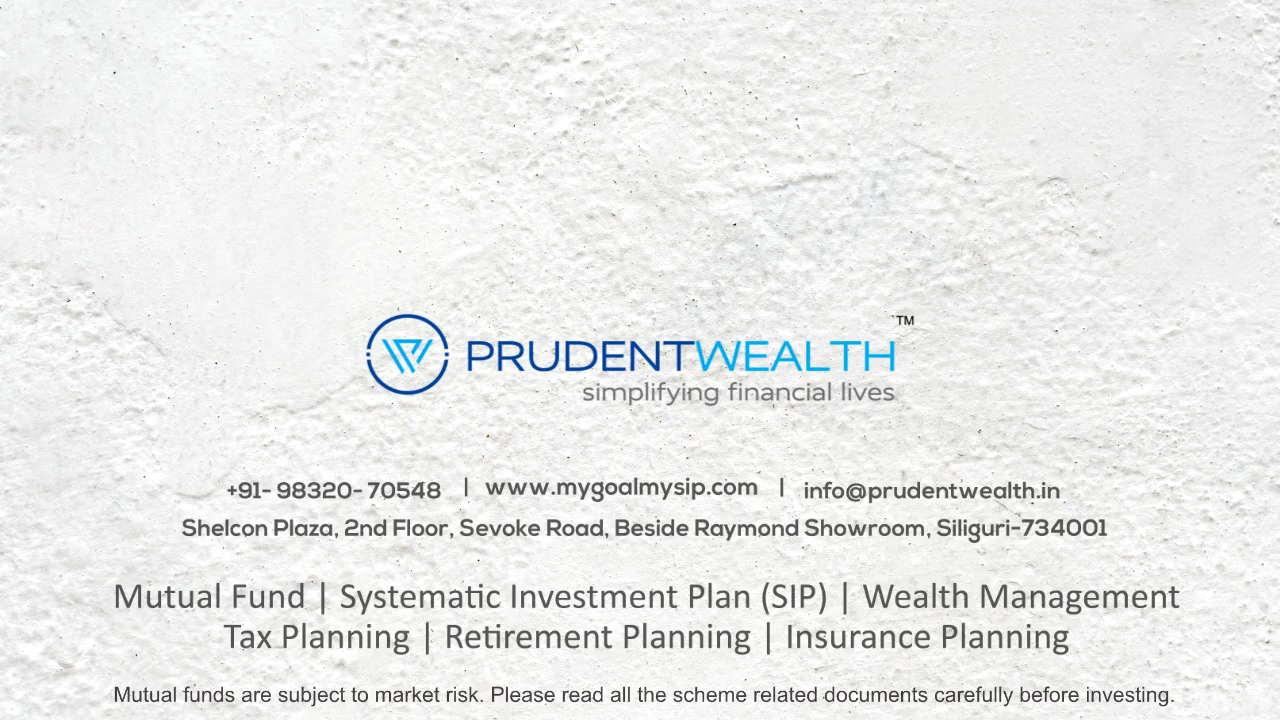 PRUDENTWEALTH™
simplifying financial lives
+91- 98320- 70548 | www.mygoalmysip.com | info@prudentwealth.in
Shelcon Plaza, 2nd Floor, Sevoke Road, Beside Raymond Showroom, Siliguri-734001
Mutual Fund | Systematic Investment Plan (SIP) | Wealth Management
Tax Planning | Retirement Planning | Insurance Planning
Mutual funds are subject to market risk. Please read all the scheme related documents carefully before investing.